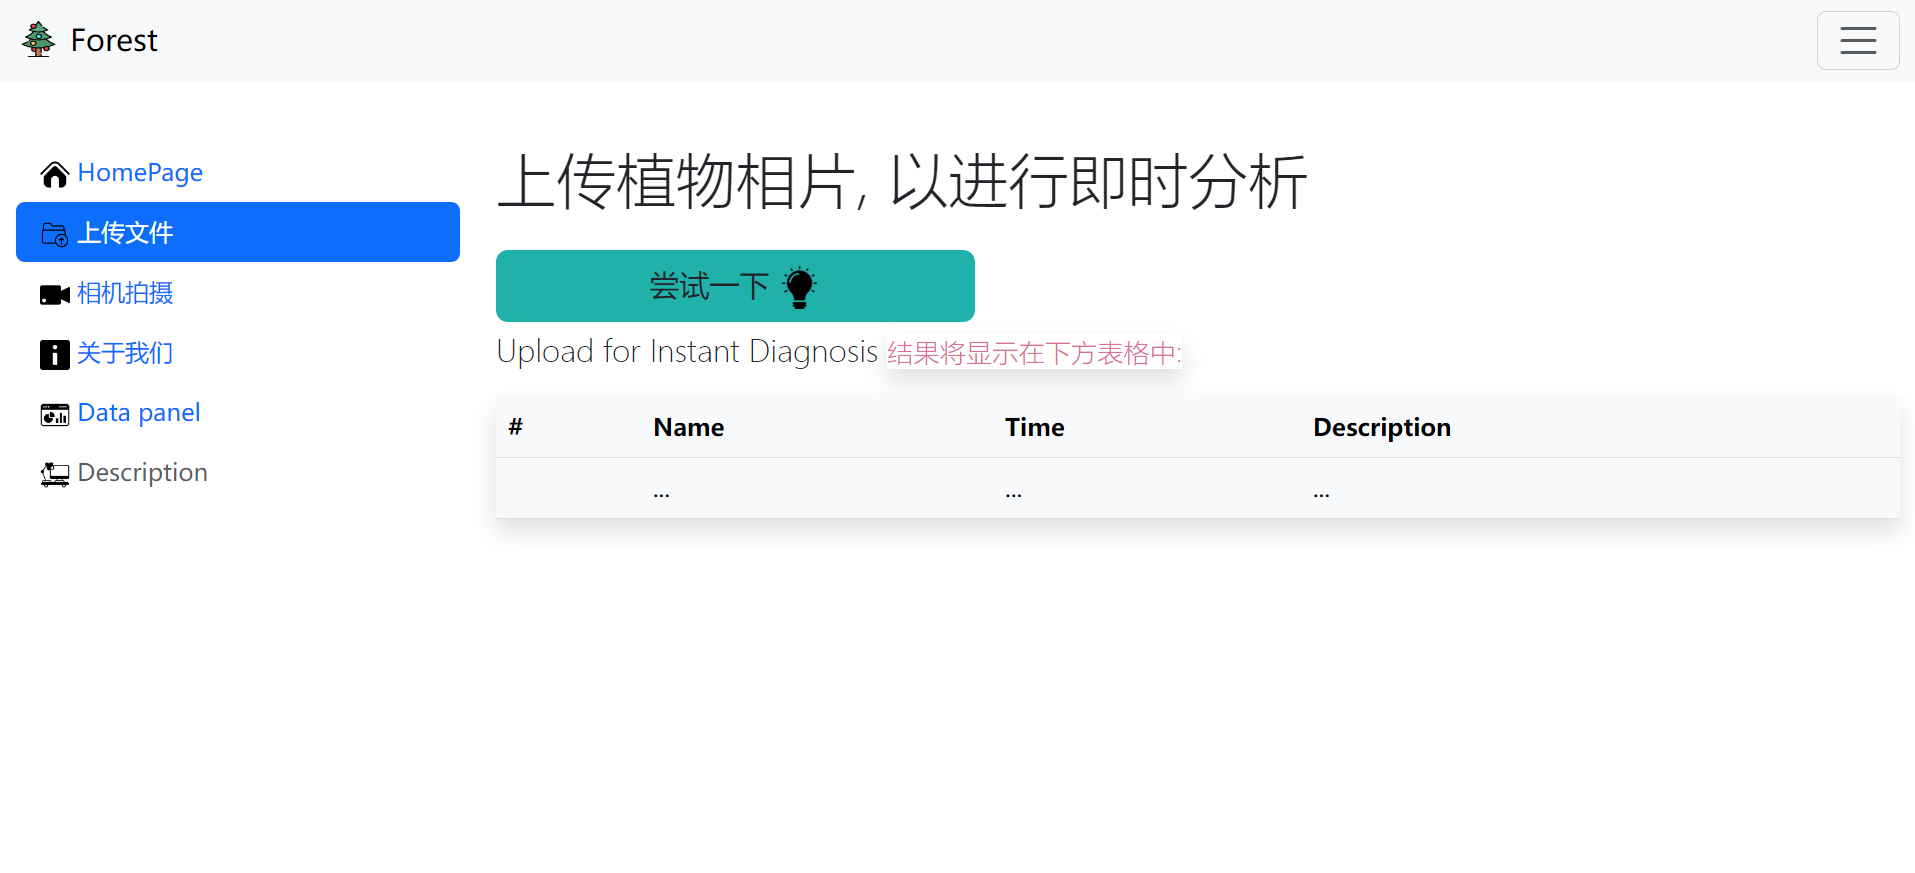 Forest
HomePage
上传文件
相机拍摄
关于我们
Data panel
Description
上传植物相片, 以进行即时分析
尝试一下
Upload for Instant Diagnosis 结果将显示在下方表格中:
# Name Time Description
... ... ...